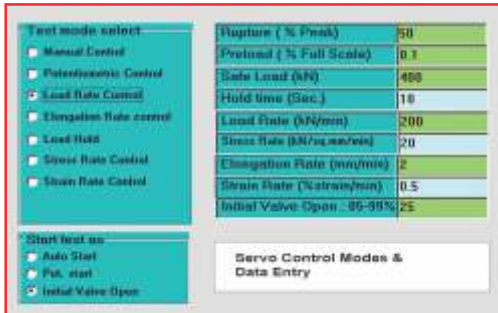 Test mode select
Manual Control
Potentiometric Control
Load Rate Control
Elongation Rate control
Load Hold
Stress Rate Control
Strain Rate Control
Start test as
Auto Start
Pot. start
Initial Valve Open
Rupture ( % Peak) 50
Preload ( % Full Scale) 0.1
Safe Load (kN) 400
Hold time (Sec.) 10
Load Rate (kN/min) 200
Stress Rate (kN/sq.mm/min) 20
Elongation Rate (mm/min) 2
Strain Rate (%strain/min) 0.5
Initial Valve Open : 05-99% 25
Servo Control Modes &
Data Entry